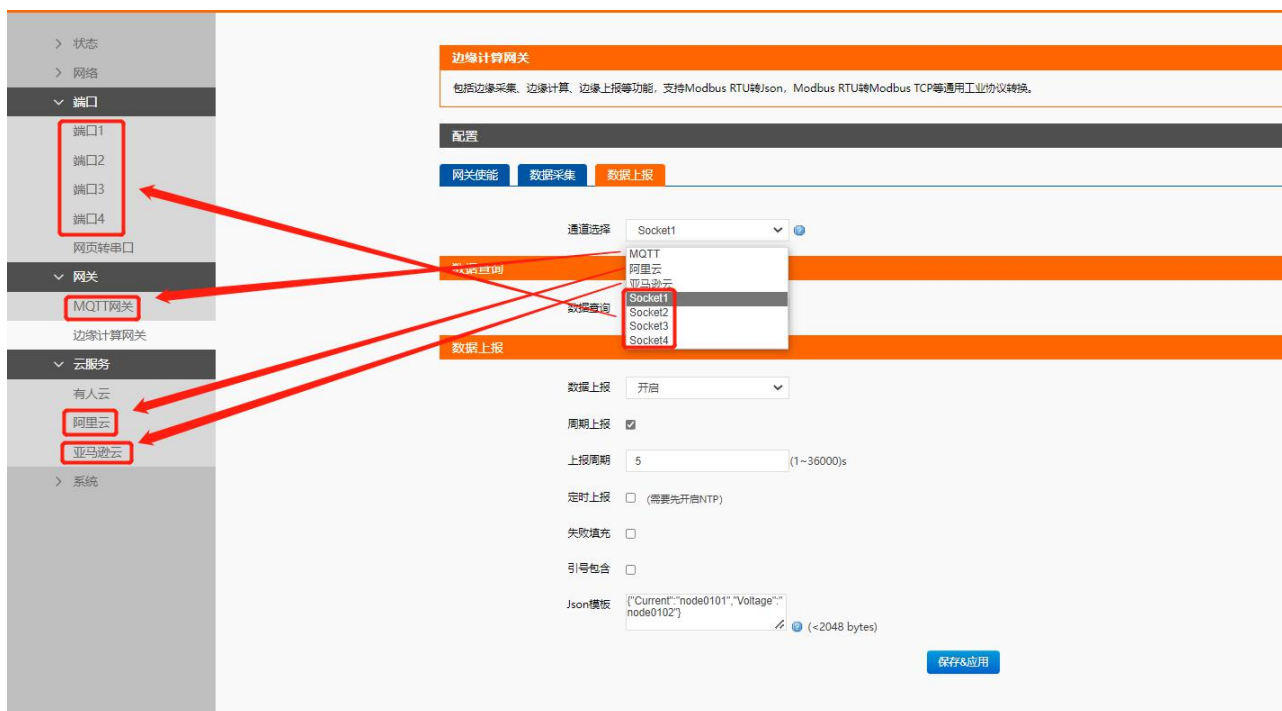 状态
网络
端口
端口1
端口2
端口3
端口4
网页转串口
网关
MQTT网关
边缘计算网关
云服务
有人云
阿里云
亚马逊云
系统
边缘计算网关
包括边缘采集、边缘计算、边缘上报等功能，支持Modbus RTU转Json，Modbus RTU转Modbus TCP等通用工业协议转换。
配置
网关使能 数据采集 数据上报
通道选择 Socket1
MQTT
阿里云
亚马逊云
Socket1
Socket2
Socket3
Socket4
数据查询
数据查询
数据上报
数据上报 开启
周期上报
上报周期 5 (1~36000)s
定时上报 (需要先开启NTP)
失败填充
引号包含
Json模板 {"Current":"node0101","Voltage":"
node0102"}
(<2048 bytes)
保存&应用